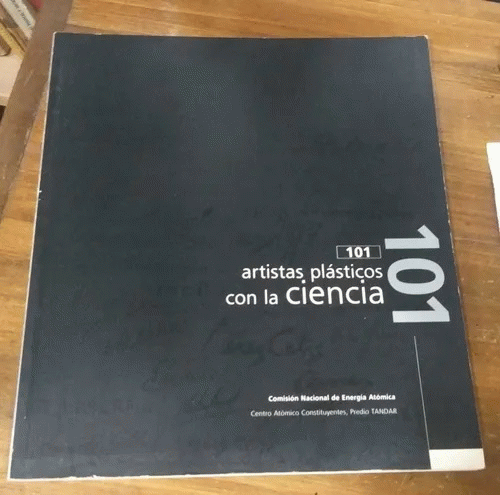 101
artistas plásticos
con la ciencia
101
Comisión Nacional de Energía Atómica
Centro Atómico Constituyentes, Predio TANDAR